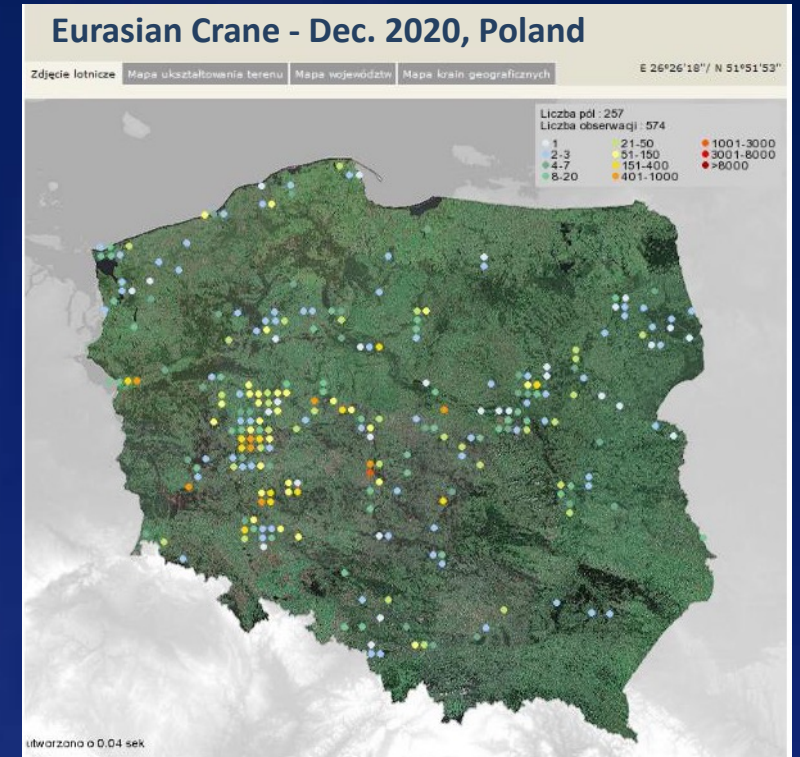 Eurasian Crane - Dec. 2020, Poland
Zdjęcie lotnicze Mapa ukształtowania terenu Mapa województw Mapa krain geograficznych
E 26°26'18"/ N 51°51'53"
Liczba pól : 257
Liczba obserwacji : 574
1 21-50 1001-3000
2-3 51-150 3001-8000
4-7 151-400 >8000
8-20 401-1000
utworzono o 0.04 sek